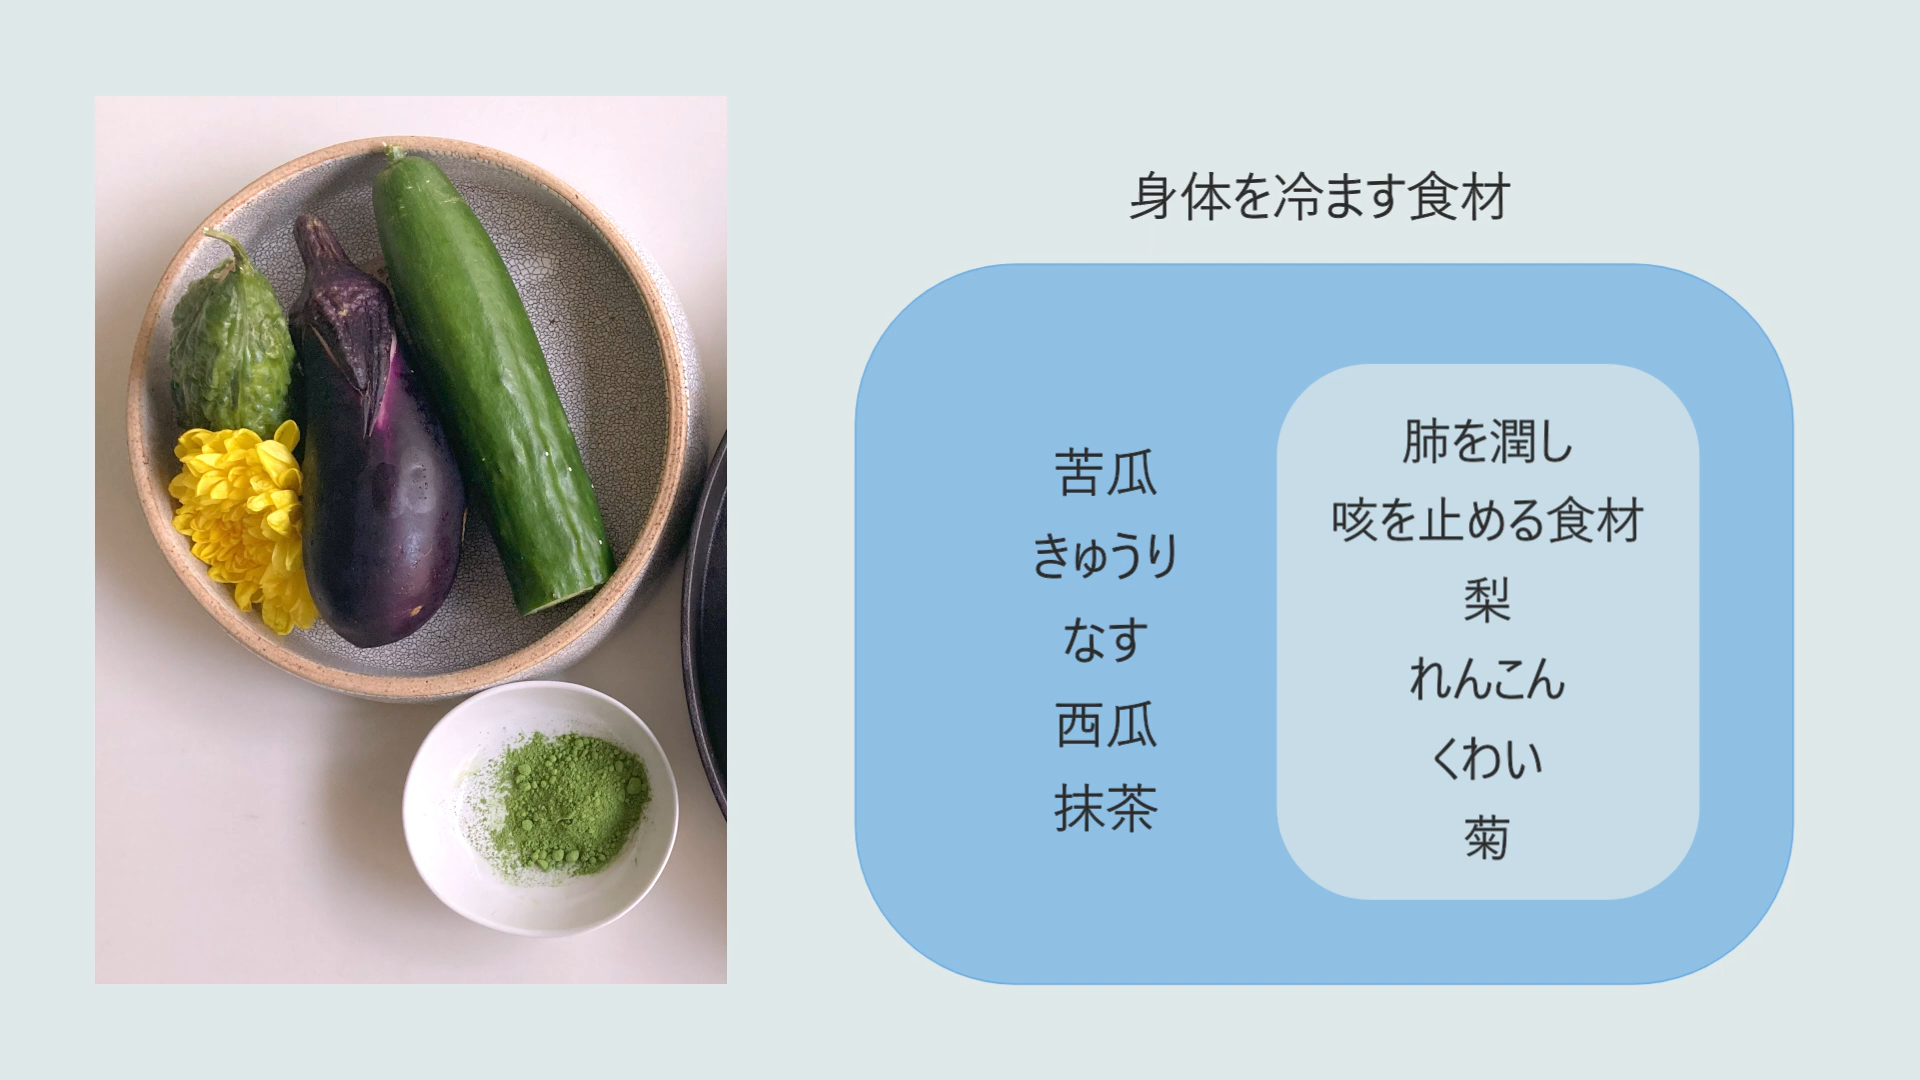 身体を冷ます食材
苦瓜
きゅうり
なす
西瓜
抹茶
肺を潤し
咳を止める食材
梨
れんこん
くわい
菊